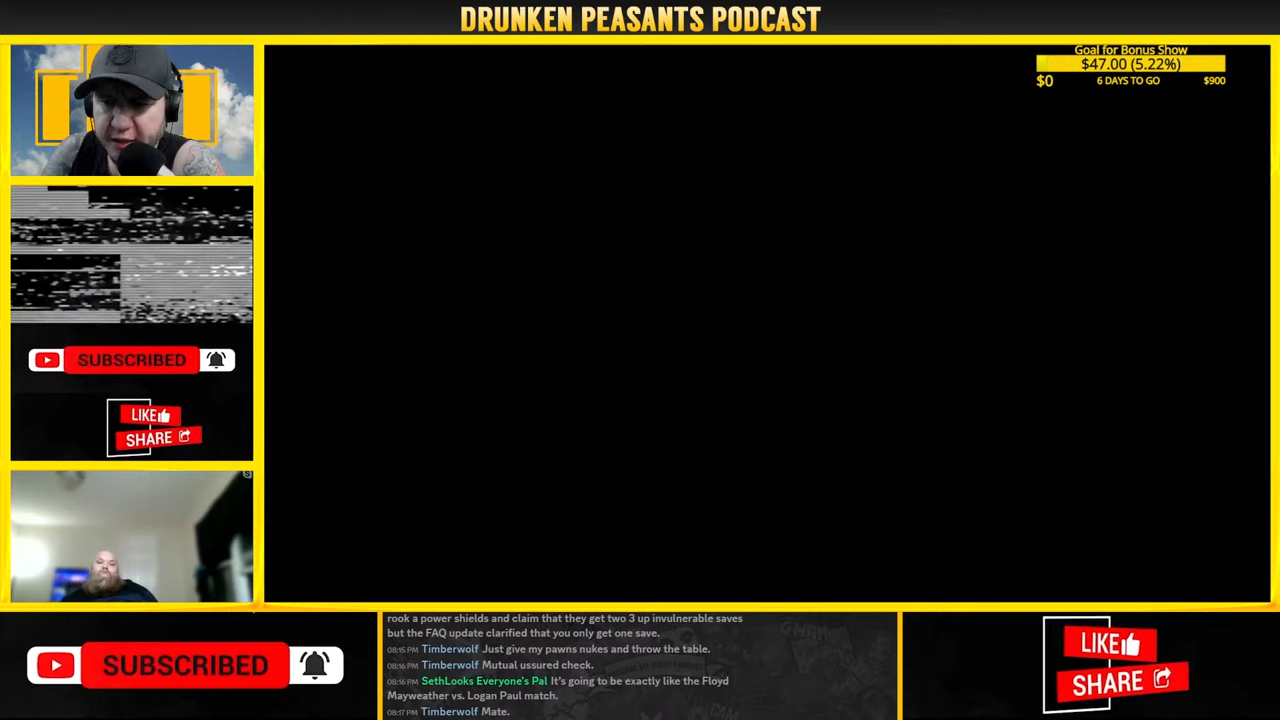 DRUNKEN PEASANTS PODCAST
Goal for Bonus Show
$47.00 (5.22%)
$0 6 DAYS TO GO $900
SUBSCRIBED
LIKE
SHARE
rook a power shields and claim that they get two 3 up invulnerable saves
but the FAQ update clarified that you only get one save.
08:15 PM Timberwolf Just give my pawns nukes and throw the table.
08:16 PM Timberwolf Mutual ussured check.
08:16 PM SethLooks Everyone's Pal It's going to be exactly like the Floyd
Mayweather vs. Logan Paul match.
08:17 PM Timberwolf Mate.
SUBSCRIBED
LIKE
SHARE